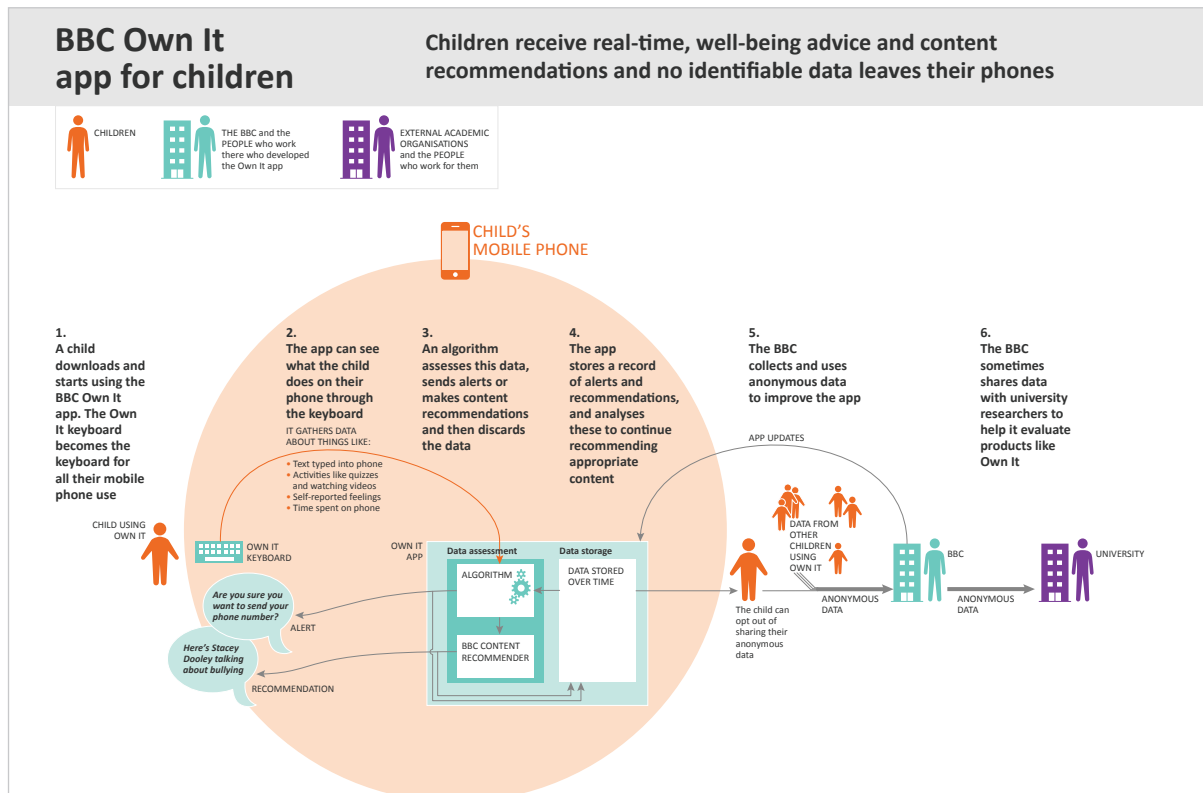 BBC Own It
app for children
Children receive real-time, well-being advice and content
recommendations and no identifiable data leaves their phones
CHILDREN
THE BBC and the
PEOPLE who work
there who developed
the Own It app
EXTERNAL ACADEMIC
ORGANISATIONS
and the PEOPLE
who work for them
CHILD'S
MOBILE PHONE
1.
A child
downloads and
starts using the
BBC Own It
app. The Own
It keyboard
becomes the
keyboard for
all their mobile
phone use
2.
The app can see
what the child
does on their
phone through
the keyboard
IT GATHERS DATA
ABOUT THINGS LIKE:
• Text typed into phone
• Activities like quizzes
and watching videos
• Self-reported feelings
• Time spent on phone
3.
An algorithm
assesses this data,
sends alerts or
makes content
recommendations
and then discards
the data
4.
The app
stores a record
of alerts and
recommendations,
and analyses
these to continue
recommending
appropriate
content
5.
The BBC
collects and uses
anonymous data
to improve the app
6.
The BBC
sometimes
shares data
with university
researchers to
help it evaluate
products like
Own It
APP UPDATES
CHILD USING
OWN IT
OWN IT
KEYBOARD
OWN IT
APP
Data assessment
Data storage
ALGORITHM
DATA STORED
OVER TIME
BBC CONTENT
RECOMMENDER
Are you sure you
want to send your
phone number?
ALERT
Here's Stacey
Dooley talking
about bullying
RECOMMENDATION
DATA FROM
OTHER
CHILDREN
USING
OWN IT
The child can
opt out of
sharing their
anonymous
data
ANONYMOUS
DATA
BBC
ANONYMOUS
DATA
UNIVERSITY